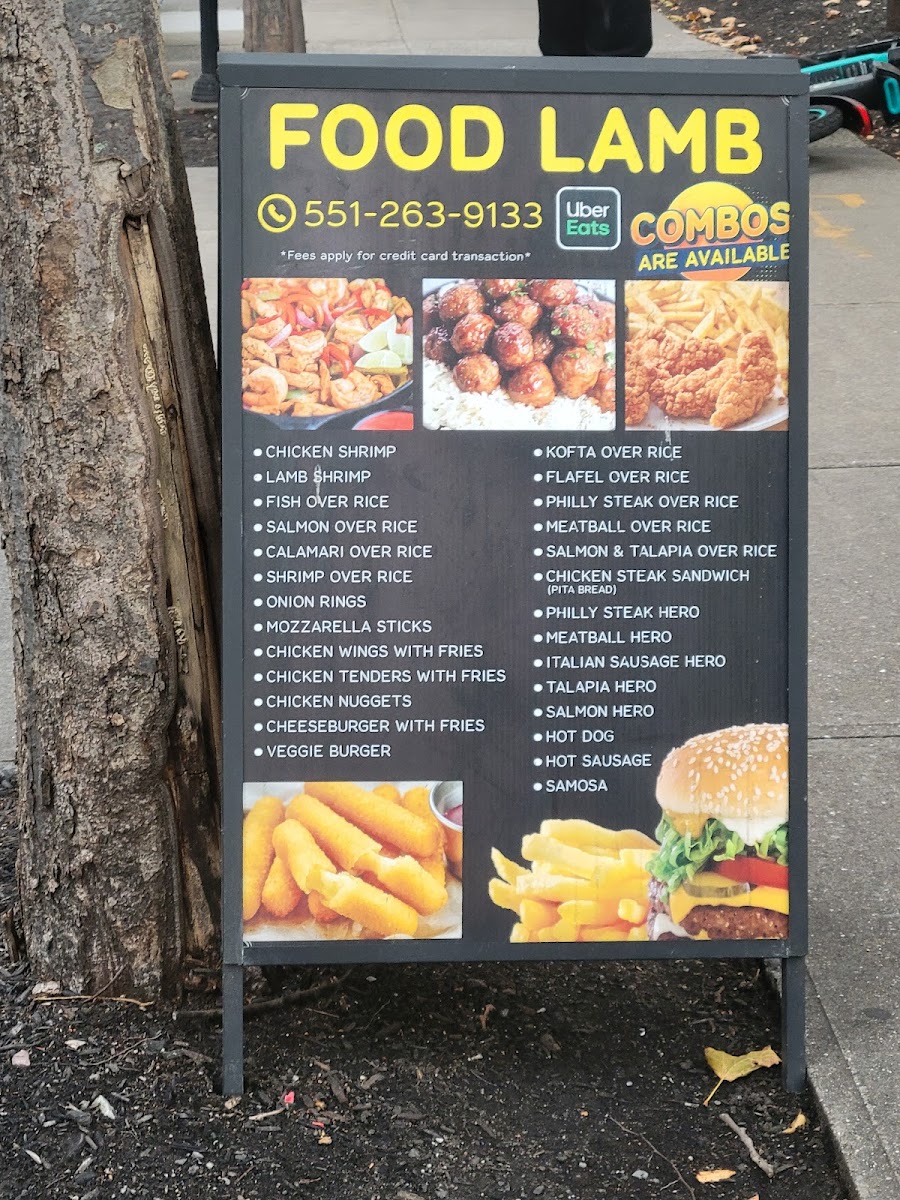 FOOD LAMB
551-263-9133
Uber
Eats
COMBOS
ARE AVAILABLE
*Fees apply for credit card transaction*
• CHICKEN SHRIMP
• LAMB SHRIMP
• FISH OVER RICE
• SALMON OVER RICE
• CALAMARI OVER RICE
• SHRIMP OVER RICE
• ONION RINGS
• MOZZARELLA STICKS
• CHICKEN WINGS WITH FRIES
• CHICKEN TENDERS WITH FRIES
• CHICKEN NUGGETS
• CHEESEBURGER WITH FRIES
• VEGGIE BURGER
• KOFTA OVER RICE
• FLAFEL OVER RICE
• PHILLY STEAK OVER RICE
• MEATBALL OVER RICE
• SALMON & TALAPIA OVER RICE
• CHICKEN STEAK SANDWICH
(PITA BREAD)
• PHILLY STEAK HERO
• MEATBALL HERO
• ITALIAN SAUSAGE HERO
• TALAPIA HERO
• SALMON HERO
• HOT DOG
• HOT SAUSAGE
• SAMOSA